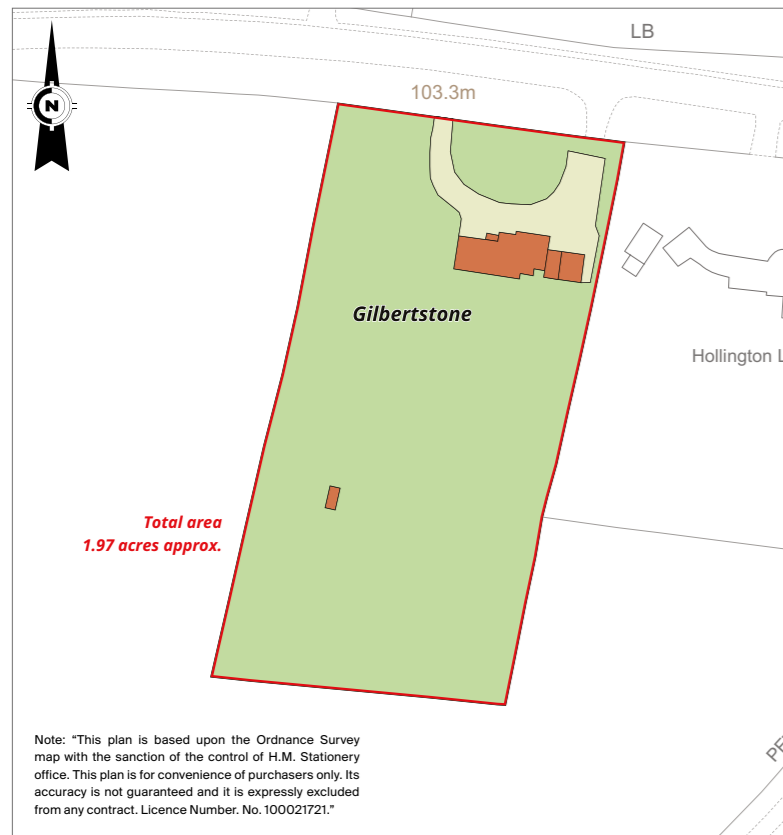 LB
103.3m
N
Gilbertstone
Hollington L
Total area
1.97 acres approx.
Note: “This plan is based upon the Ordnance Survey
map with the sanction of the control of H.M. Stationery
office. This plan is for convenience of purchasers only. Its
accuracy is not guaranteed and it is expressly excluded
from any contract. Licence Number. No. 100021721.”